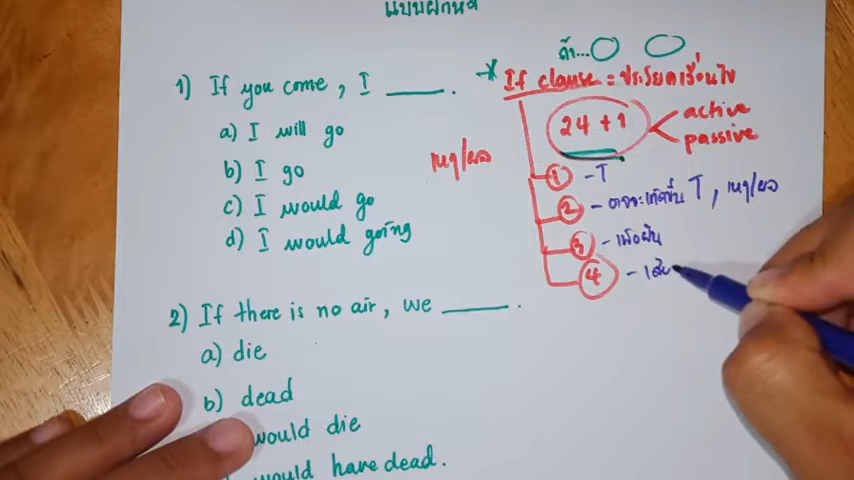 แบบฝึกหัด
1) If you come, I ______.
a) I will go
b) I go
c) I would go
d) I would going
2) If there is no air, we ______.
a) die
b) dead
would die
would have dead.
ถ้า...
* If clause = ประโยคเงื่อนไข
24 + 1
active
passive
เหตุ/ผล
① - T
② - อาจจะเกิดขึ้น T, เหตุ/ผล
③ - เพ้อฝัน
④ -